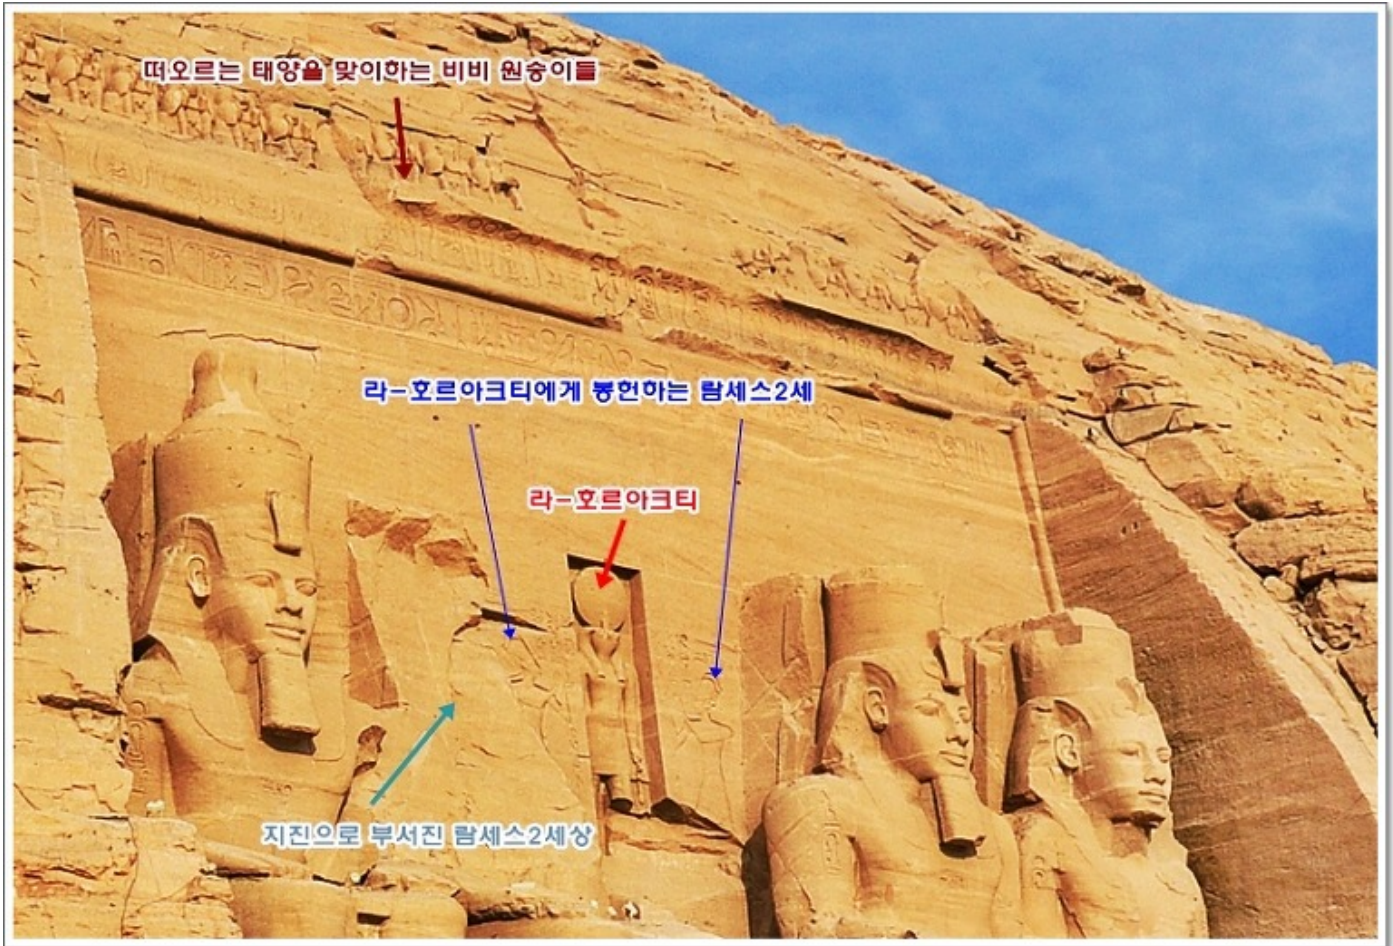 떠오르는 태양을 맞이하는 비비 원숭이들
라-호르아크티에게 봉헌하는 람세스2세
라-호르아크티
지진으로 부서진 람세스2세상